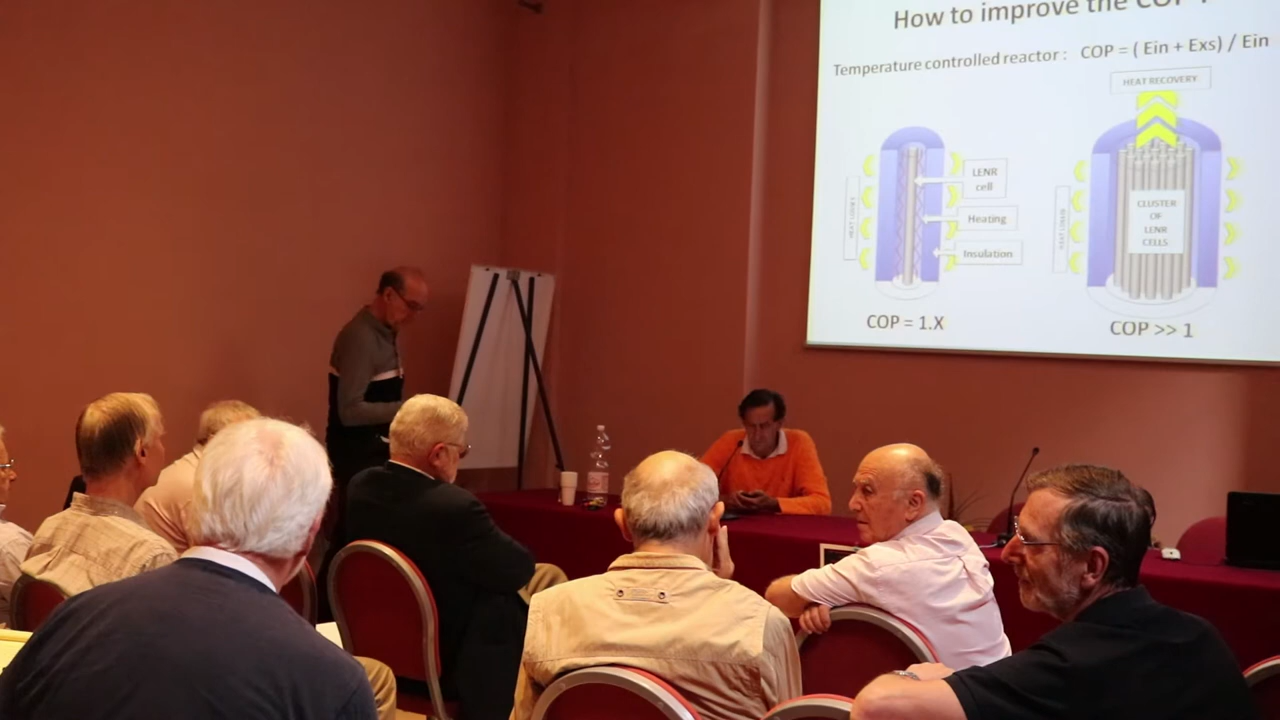 How to improve the COP ?
Temperature controlled reactor : COP = ( Ein + Exs) / Ein
HEAT RECOVERY
LENR
cell
Heating
Insulation
CLUSTER
OF
LENR
CELLS
COP = 1.X
COP >> 1